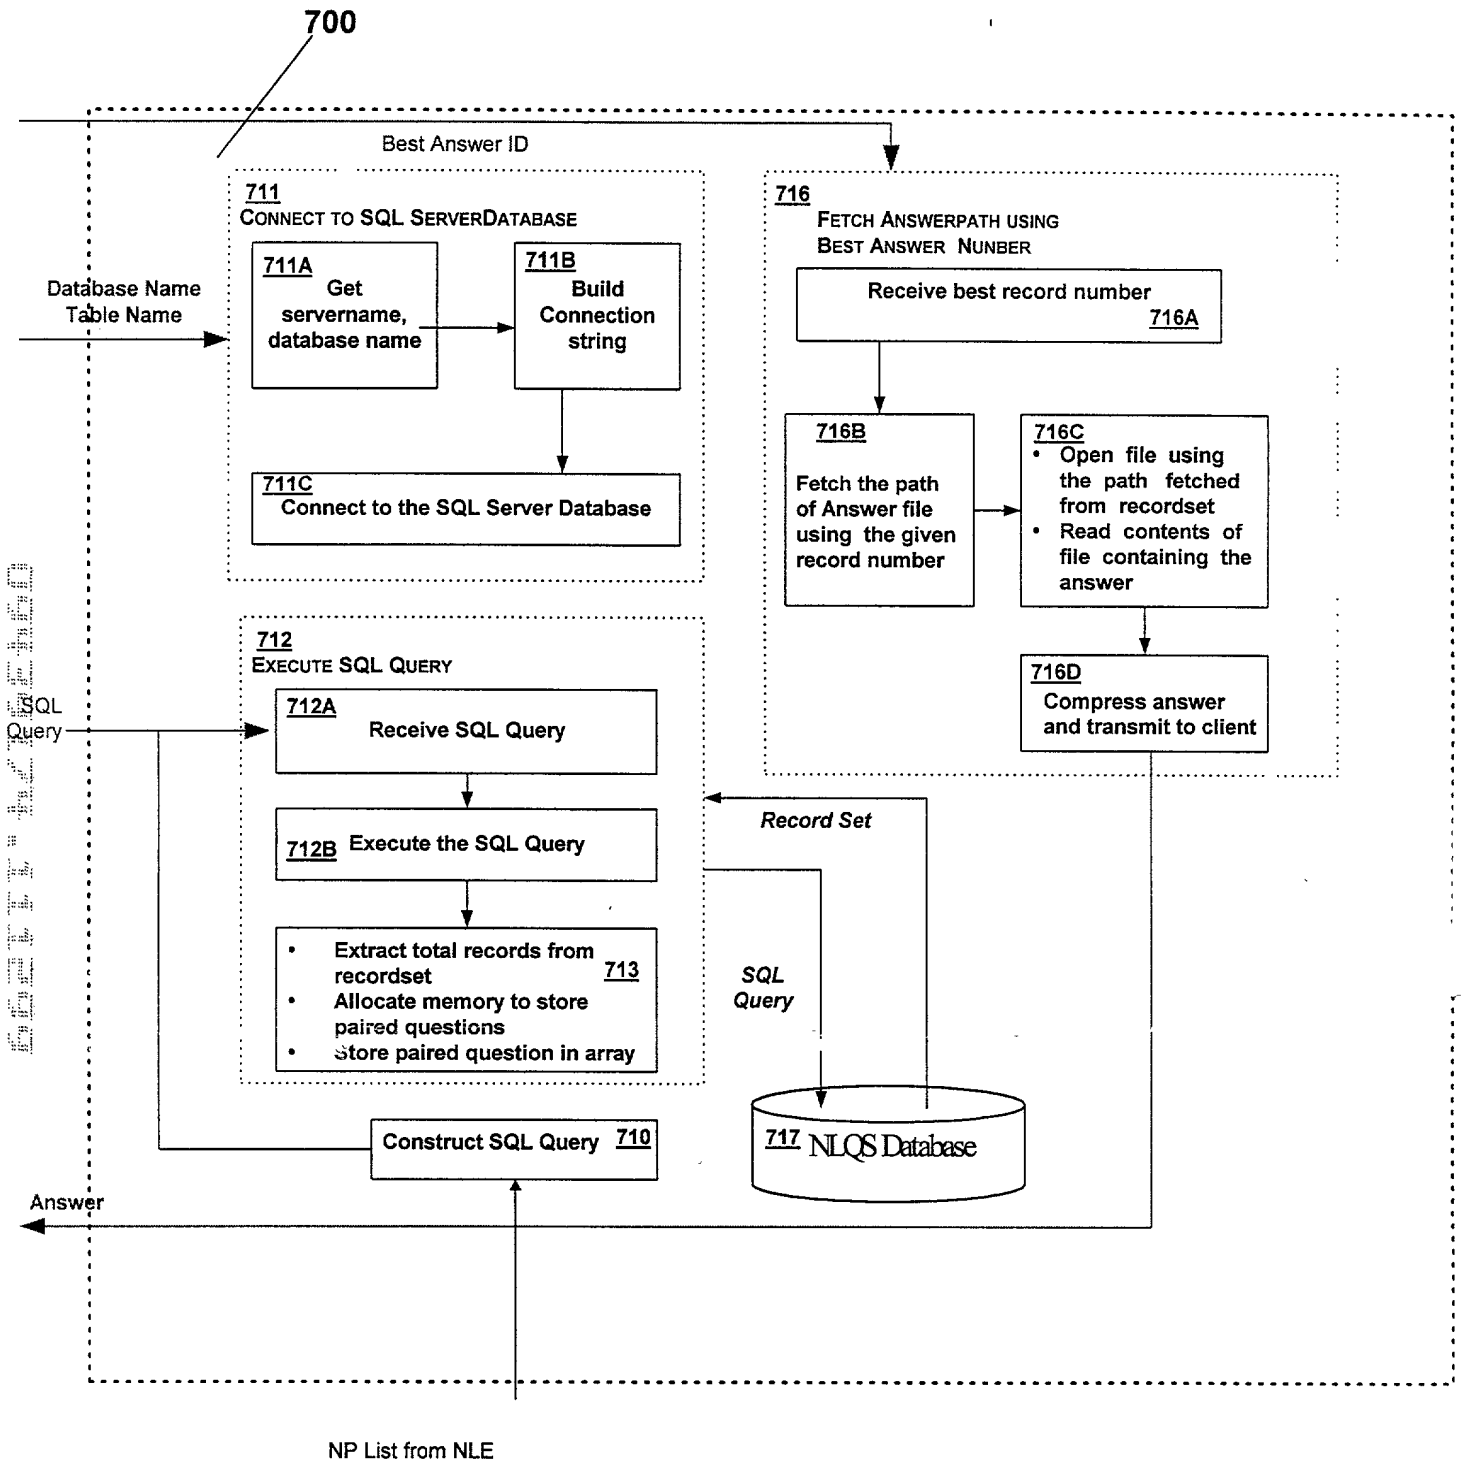 700
Best Answer ID
711
CONNECT TO SQL SERVERDATABASE
711A
Get
servername,
database name
711B
Build
Connection
string
711C
Connect to the SQL Server Database
Database Name
Table Name
716
FETCH ANSWERPATH USING
BEST ANSWER NUNBER
Receive best record number
716A
716B
Fetch the path
of Answer file
using the given
record number
716C
• Open file using
the path fetched
from recordset
• Read contents of
file containing the
answer
716D
Compress answer
and transmit to client
712
EXECUTE SQL QUERY
SQL
Query
712A
Receive SQL Query
712B Execute the SQL Query
• Extract total records from
recordset
713
• Allocate memory to store
paired questions
• Store paired question in array
Record Set
SQL
Query
Construct SQL Query 710
717 NLQS Database
Answer
NP List from NLE